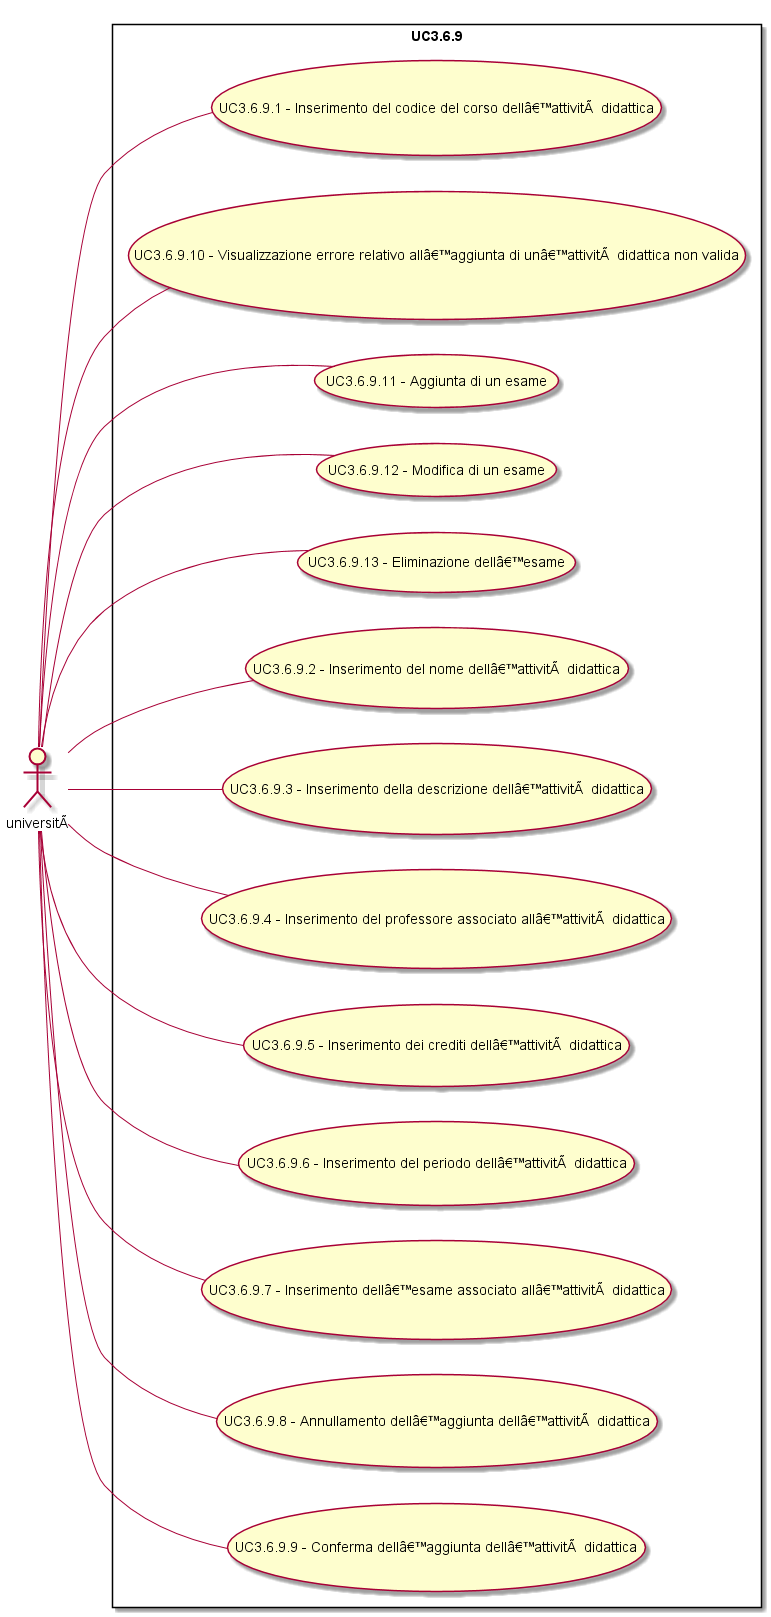 UC3.6.9
UC3.6.9.1 - Inserimento del codice del corso dellâ€™attivitÃ  didattica
UC3.6.9.10 - Visualizzazione errore relativo allâ€™aggiunta di unâ€™attivitÃ  didattica non valida
UC3.6.9.11 - Aggiunta di un esame
UC3.6.9.12 - Modifica di un esame
UC3.6.9.13 - Eliminazione dellâ€™esame
UC3.6.9.2 - Inserimento del nome dellâ€™attivitÃ  didattica
UC3.6.9.3 - Inserimento della descrizione dellâ€™attivitÃ  didattica
universitÃ
UC3.6.9.4 - Inserimento del professore associato allâ€™attivitÃ  didattica
UC3.6.9.5 - Inserimento dei crediti dellâ€™attivitÃ  didattica
UC3.6.9.6 - Inserimento del periodo dellâ€™attivitÃ  didattica
UC3.6.9.7 - Inserimento dellâ€™esame associato allâ€™attivitÃ  didattica
UC3.6.9.8 - Annullamento dellâ€™aggiunta dellâ€™attivitÃ  didattica
UC3.6.9.9 - Conferma dellâ€™aggiunta dellâ€™attivitÃ  didattica